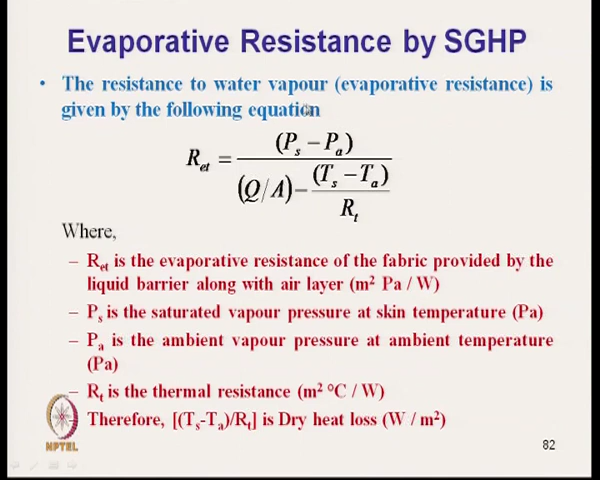 Evaporative Resistance by SGHP
• The resistance to water vapour (evaporative resistance) is
given by the following equation
R_et = (P_s − P_a) / ((Q/A) − (T_s − T_a) / R_t)
Where,
– R_et is the evaporative resistance of the fabric provided by the
liquid barrier along with air layer (m² Pa / W)
– P_s is the saturated vapour pressure at skin temperature (Pa)
– P_a is the ambient vapour pressure at ambient temperature
(Pa)
– R_t is the thermal resistance (m² °C / W)
Therefore, [(T_s-T_a)/R_t] is Dry heat loss (W / m²)
NPTEL
82